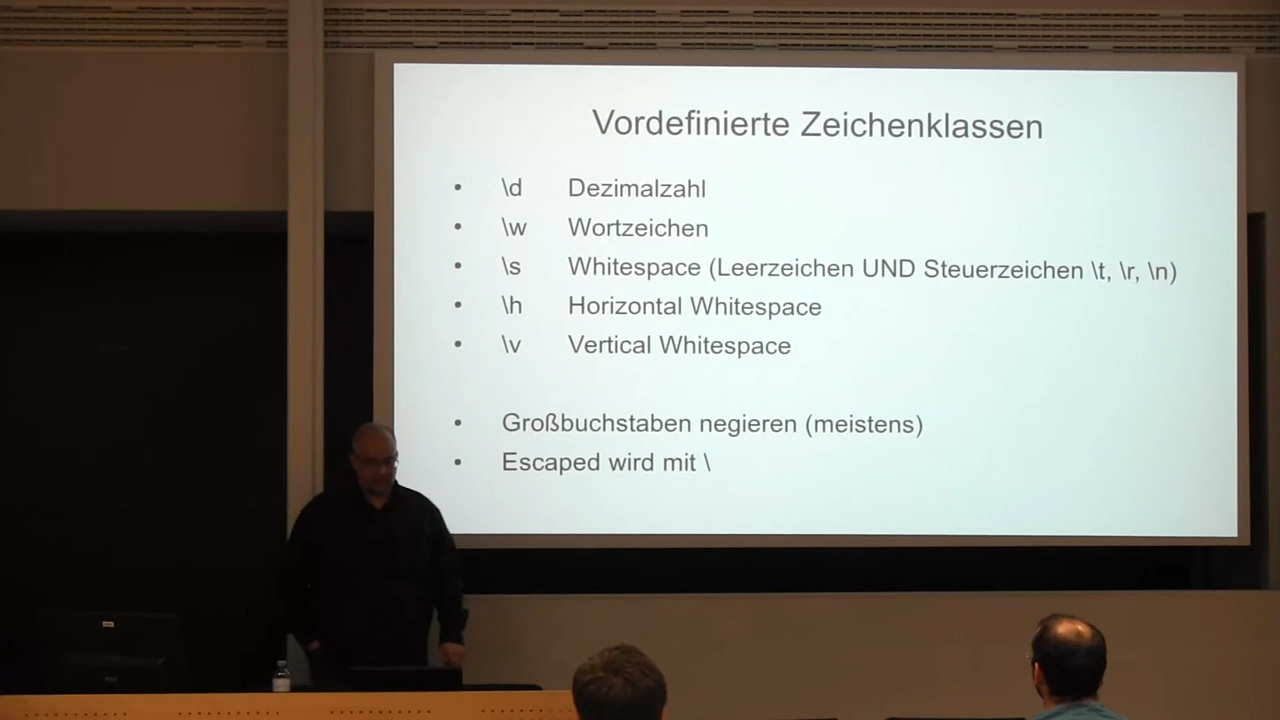 Vordefinierte Zeichenklassen
• \d Dezimalzahl
• \w Wortzeichen
• \s Whitespace (Leerzeichen UND Steuerzeichen \t, \r, \n)
• \h Horizontal Whitespace
• \v Vertical Whitespace
• Großbuchstaben negieren (meistens)
• Escaped wird mit \